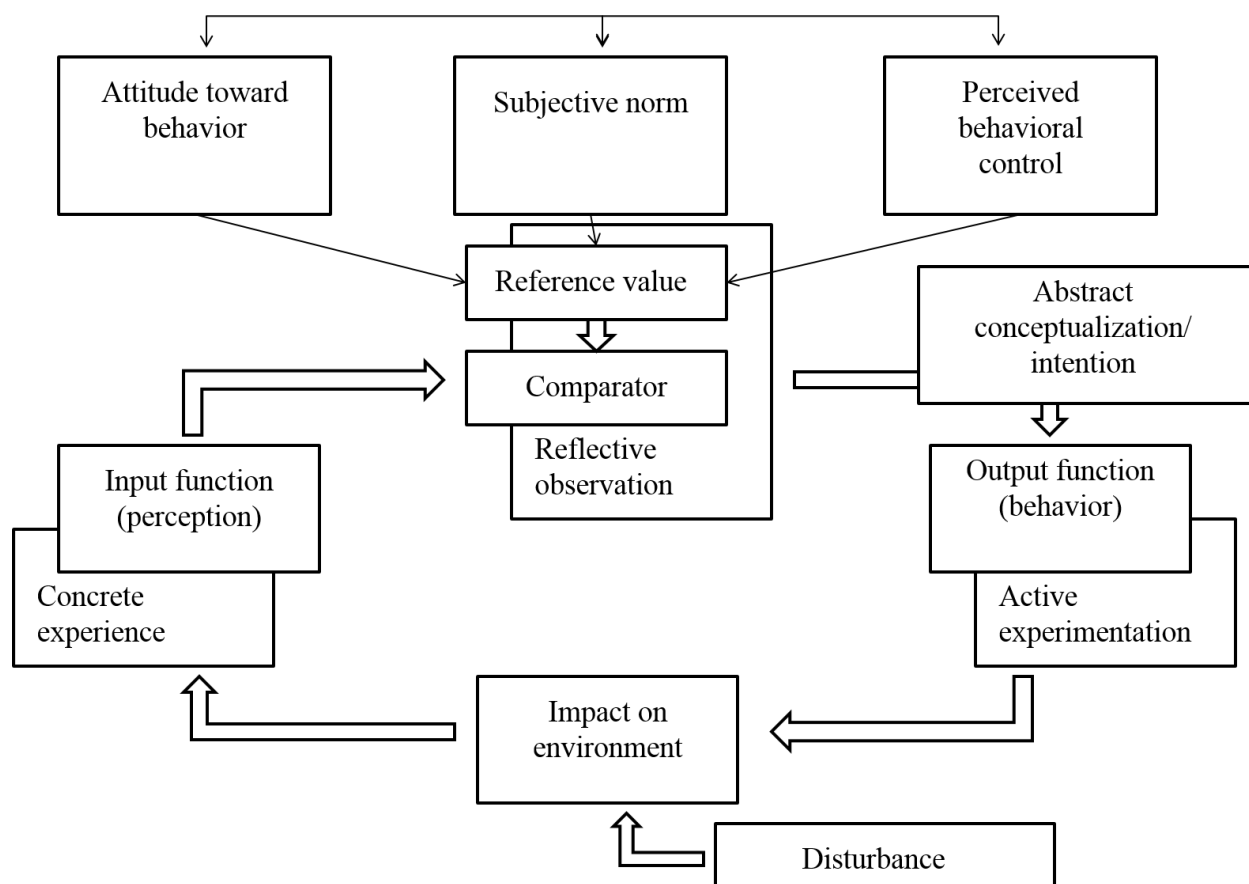 Attitude toward
behavior
Subjective norm
Perceived
behavioral
control
Reference value
Abstract
conceptualization/
intention
Comparator
Reflective
observation
Input function
(perception)
Output function
(behavior)
Concrete
experience
Active
experimentation
Impact on
environment
Disturbance